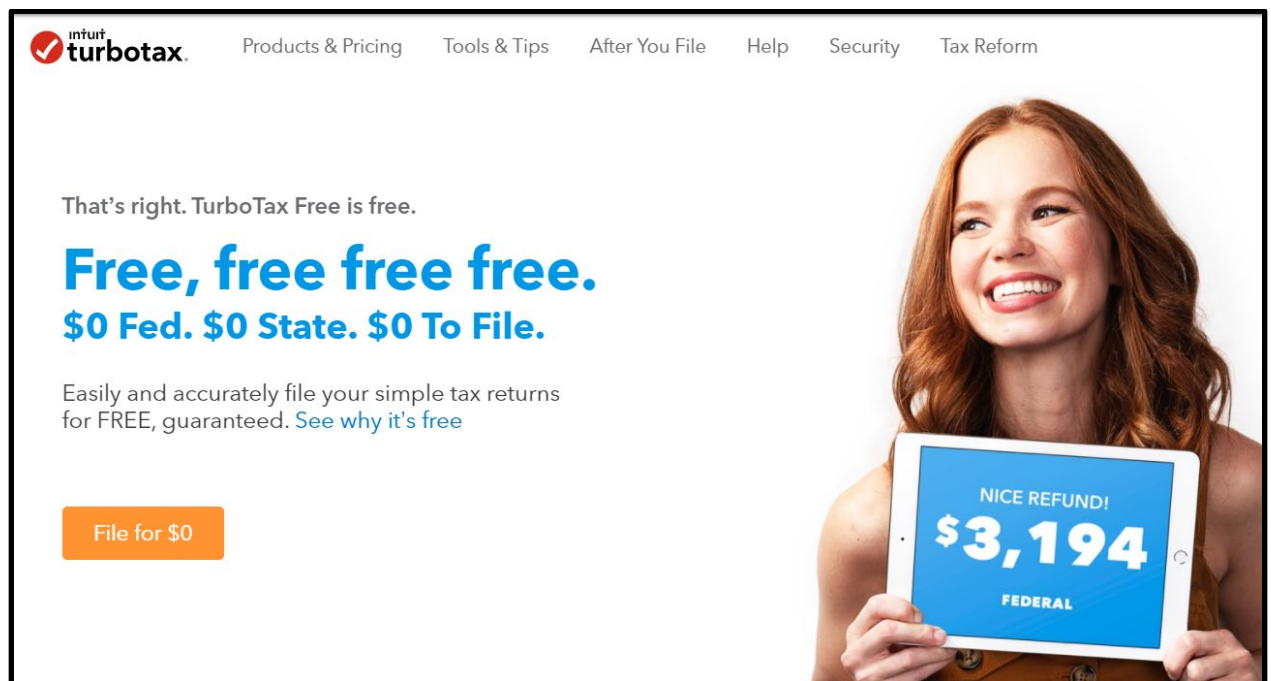 intuit
turbotax.
Products & Pricing Tools & Tips After You File Help Security Tax Reform
That's right. TurboTax Free is free.
Free, free free free.
$0 Fed. $0 State. $0 To File.
Easily and accurately file your simple tax returns
for FREE, guaranteed. See why it's free
File for $0
NICE REFUND!
$3,194
FEDERAL